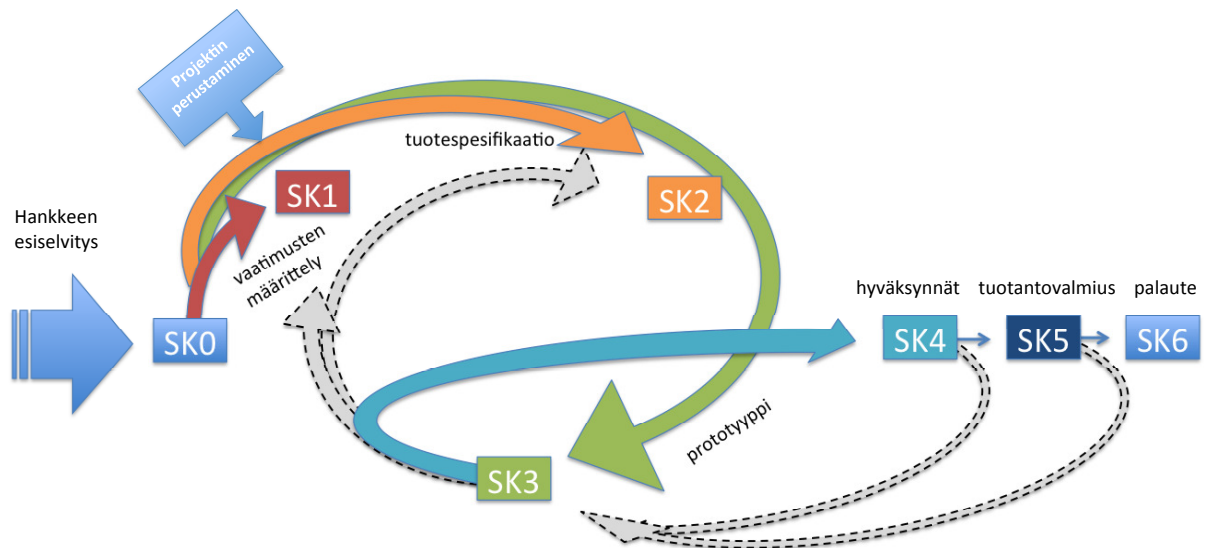 Projektin
perustaminen
tuotespesifikaatio
SK1
SK2
Hankkeen
esiselvitys
vaatimusten
määrittely
hyväksynnät
tuotantovalmius
palaute
SK0
SK4
SK5
SK6
prototyyppi
SK3